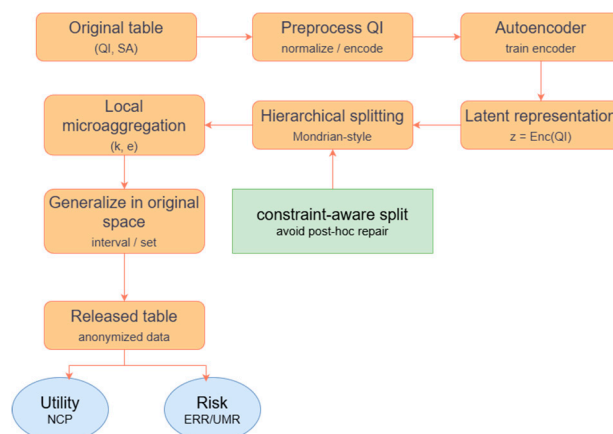 Original table
(QI, SA)
Preprocess QI
normalize / encode
Autoencoder
train encoder
Latent representation
z = Enc(QI)
Hierarchical splitting
Mondrian-style
Local
microaggregation
(k, e)
constraint-aware split
avoid post-hoc repair
Generalize in original
space
interval / set
Released table
anonymized data
Utility
NCP
Risk
ERR/UMR